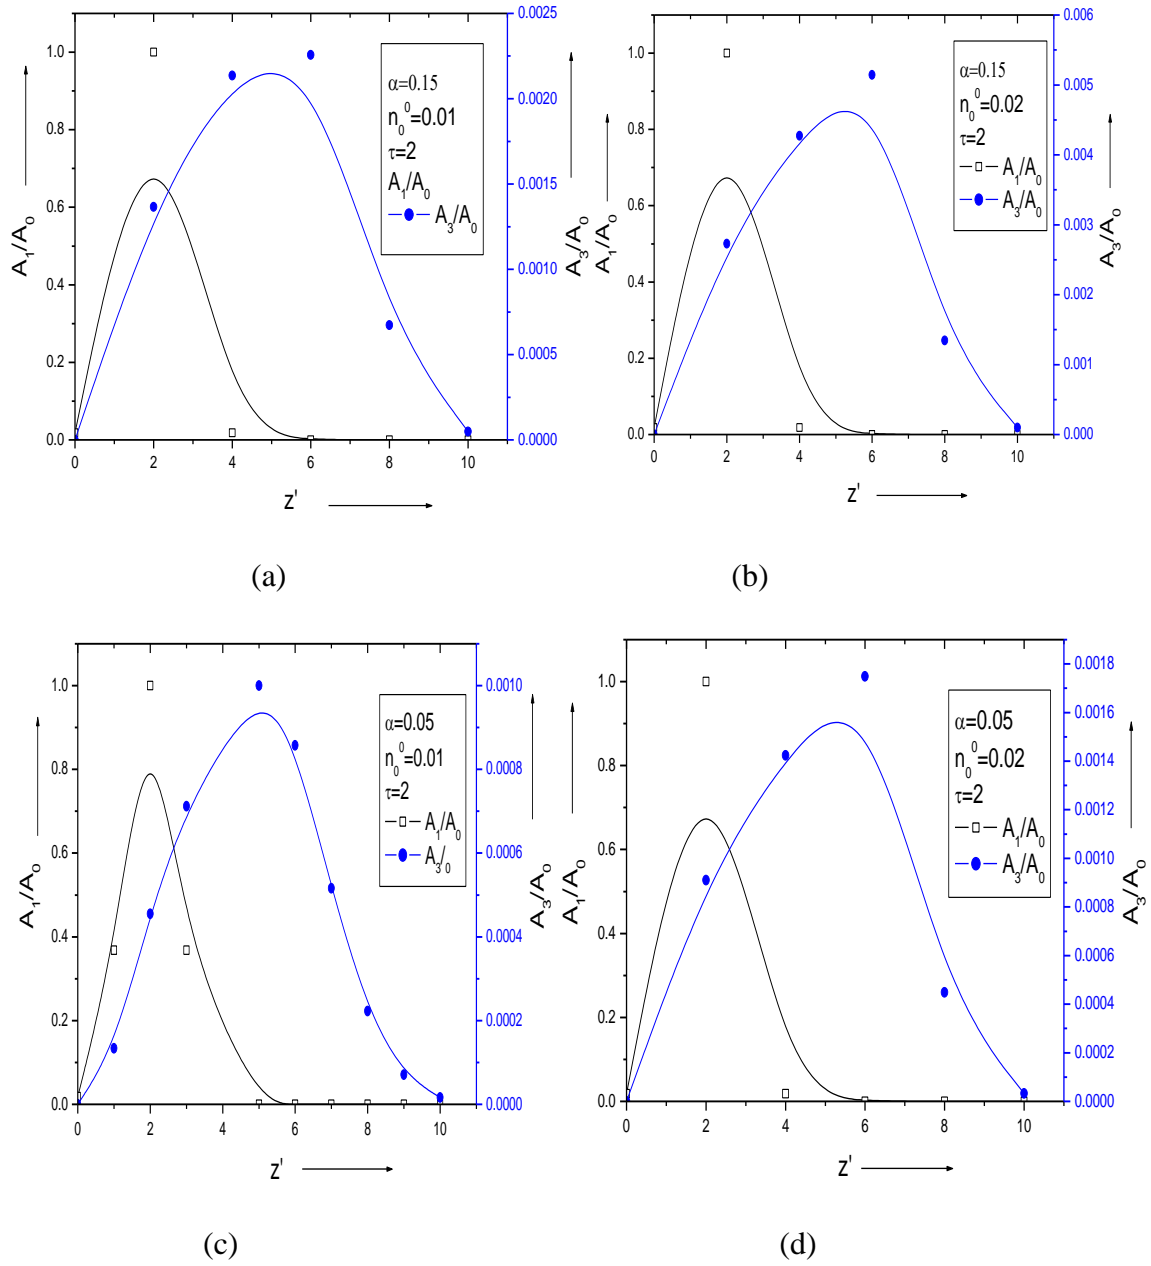 A₁/A₀
1.0
0.8
0.6
0.4
0.2
0.0
0 2 4 6 8 10
z'
0.0025
0.0020
0.0015
0.0010
0.0005
0.0000
A₃/A₀
α=0.15
n₀⁰=0.01
τ=2
A₁/A₀
A₃/A₀
(a)
A₁/A₀
1.0
0.8
0.6
0.4
0.2
0.0
0 2 4 6 8 10
z'
0.006
0.005
0.004
0.003
0.002
0.001
0.000
A₃/A₀
α=0.15
n₀⁰=0.02
τ=2
A₁/A₀
A₃/A₀
(b)
A₁/A₀
1.0
0.8
0.6
0.4
0.2
0.0
0 2 4 6 8 10
z'
0.0010
0.0008
0.0006
0.0004
0.0002
0.0000
A₃/A₀
α=0.05
n₀⁰=0.01
τ=2
A₁/A₀
A₃/₀
(c)
A₁/A₀
1.0
0.8
0.6
0.4
0.2
0.0
0 2 4 6 8 10
z'
0.0018
0.0016
0.0014
0.0012
0.0010
0.0008
0.0006
0.0004
0.0002
0.0000
A₃/A₀
α=0.05
n₀⁰=0.02
τ=2
A₁/A₀
A₃/A₀
(d)